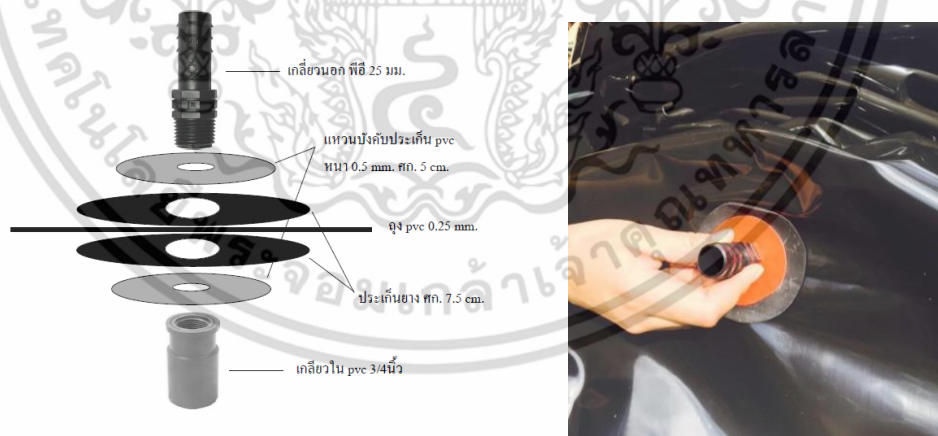 เกลี่ยวนอก พีอี 25 มม.
แหวนบังคับประเก็น pvc
หนา 0.5 mm. ศก. 5 cm.
ถุง pvc 0.25 mm.
ประเก็นยาง ศก. 7.5 cm.
เกลียวใน pvc 3/4นิ้ว